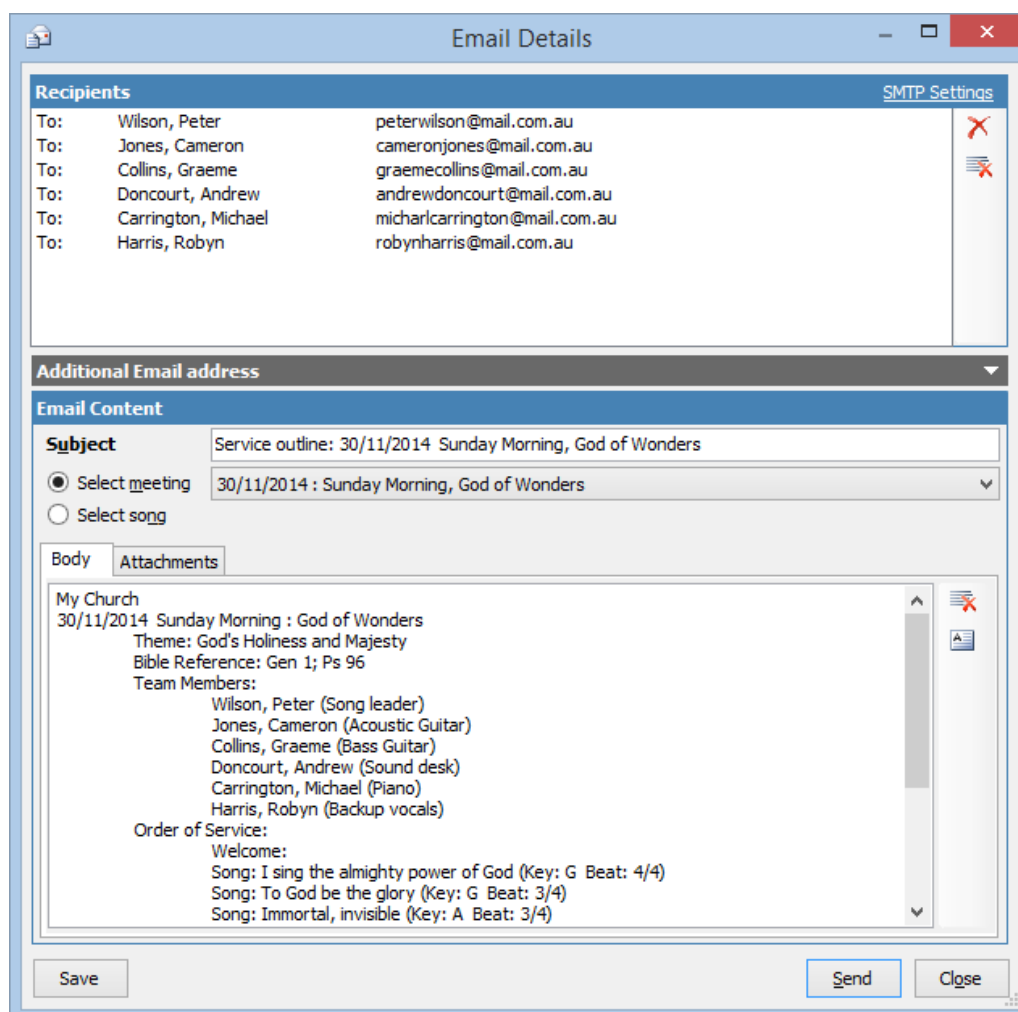 Email Details
Recipients SMTP Settings
To: Wilson, Peter peterwilson@mail.com.au
To: Jones, Cameron cameronjones@mail.com.au
To: Collins, Graeme graemecollins@mail.com.au
To: Doncourt, Andrew andrewdoncourt@mail.com.au
To: Carrington, Michael micharlcarrington@mail.com.au
To: Harris, Robyn robynharris@mail.com.au
Additional Email address
Email Content
Subject Service outline: 30/11/2014 Sunday Morning, God of Wonders
Select meeting 30/11/2014 : Sunday Morning, God of Wonders
Select song
Body Attachments
My Church
30/11/2014 Sunday Morning : God of Wonders
Theme: God's Holiness and Majesty
Bible Reference: Gen 1; Ps 96
Team Members:
Wilson, Peter (Song leader)
Jones, Cameron (Acoustic Guitar)
Collins, Graeme (Bass Guitar)
Doncourt, Andrew (Sound desk)
Carrington, Michael (Piano)
Harris, Robyn (Backup vocals)
Order of Service:
Welcome:
Song: I sing the almighty power of God (Key: G Beat: 4/4)
Song: To God be the glory (Key: G Beat: 3/4)
Song: Immortal, invisible (Key: A Beat: 3/4)
Save Send Close